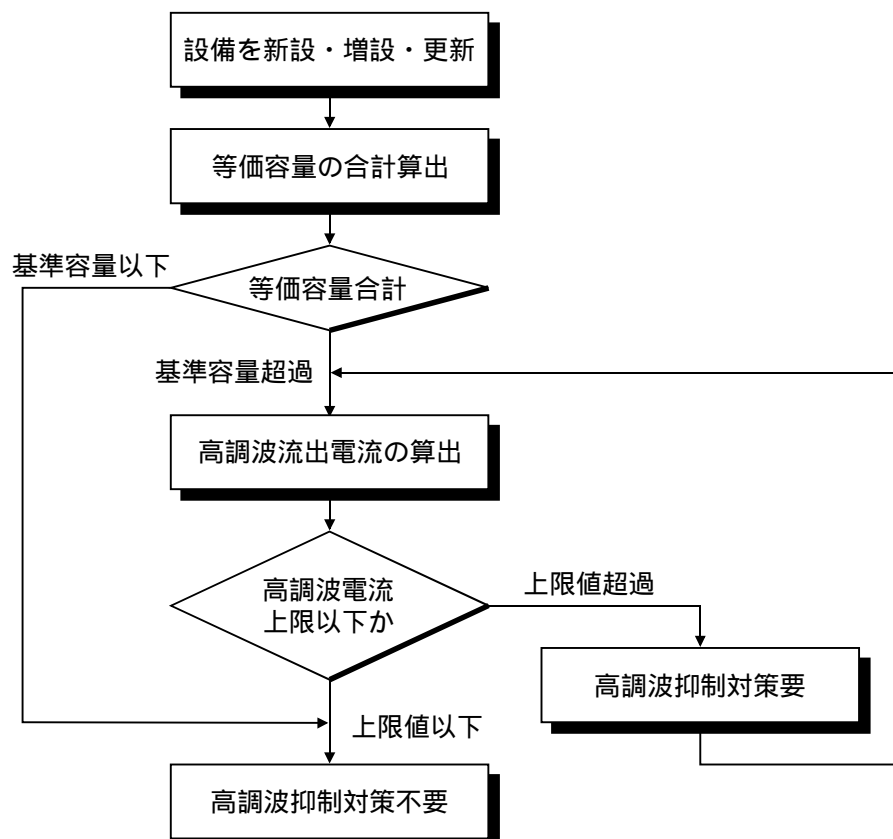 設備を新設・増設・更新
等価容量の合計算出
基準容量以下
等価容量合計
基準容量超過
高調波流出電流の算出
高調波電流
上限以下か
上限値超過
高調波抑制対策要
上限値以下
高調波抑制対策不要